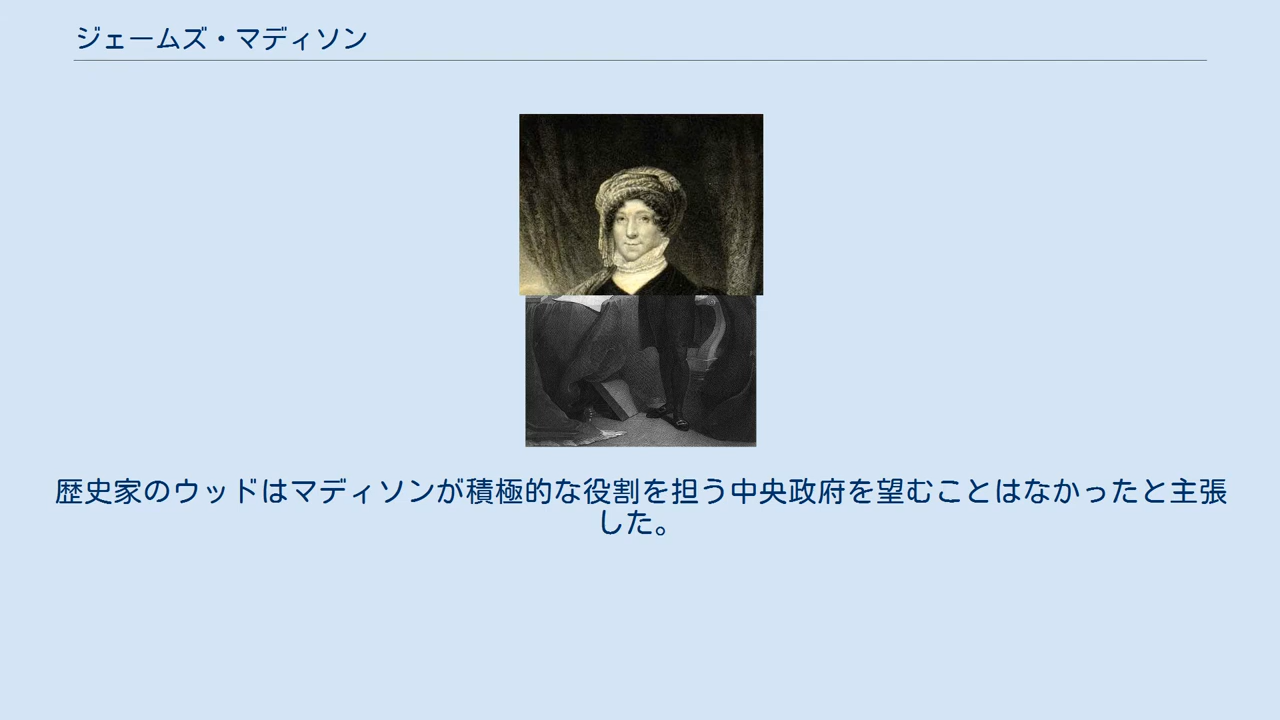 ジェームズ・マディソン
歴史家のウッドはマディソンが積極的な役割を担う中央政府を望むことはなかったと主張
した。